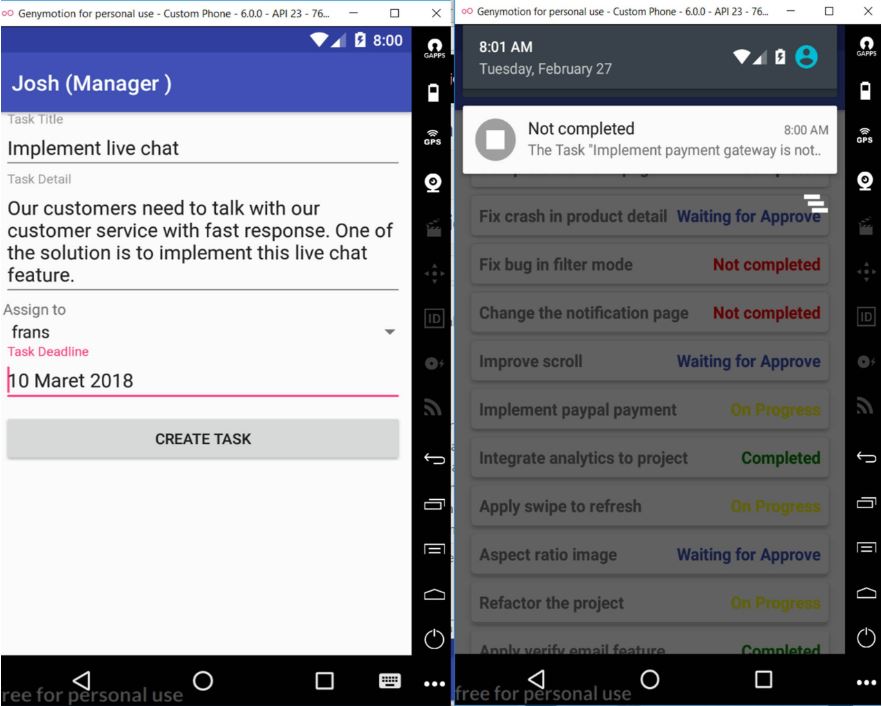 Genymotion for personal use - Custom Phone - 6.0.0 - API 23 - 76...
8:00
Josh (Manager )
Task Title
Implement live chat
Task Detail
Our customers need to talk with our
customer service with fast response. One of
the solution is to implement this live chat
feature.
Assign to
frans
Task Deadline
10 Maret 2018
CREATE TASK
GAPPS
GPS
ID
free for personal use
Genymotion for personal use - Custom Phone - 6.0.0 - API 23 - 76...
8:01 AM
Tuesday, February 27
Not completed 8:00 AM
The Task "Implement payment gateway is not..
Fix crash in product detail Waiting for Approve
Fix bug in filter mode Not completed
Change the notification page Not completed
Improve scroll Waiting for Approve
Implement paypal payment On Progress
Integrate analytics to project Completed
Apply swipe to refresh On Progress
Aspect ratio image Waiting for Approve
Refactor the project On Progress
Apply verify email feature Completed
GAPPS
GPS
ID
free for personal use